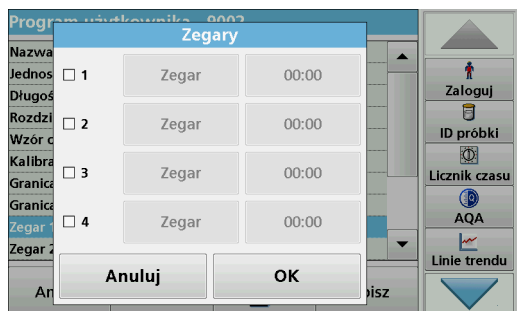 Program użytkownika 9002
Zegary
Nazwa
Jednos
Długoś
Rozdzi
Wzór c
Kalibra
Granica
Granica
Zegar 1
Zegar 2
1 Zegar 00:00
2 Zegar 00:00
3 Zegar 00:00
4 Zegar 00:00
Anuluj OK
An
pisz
Zaloguj
ID próbki
Licznik czasu
AQA
Linie trendu